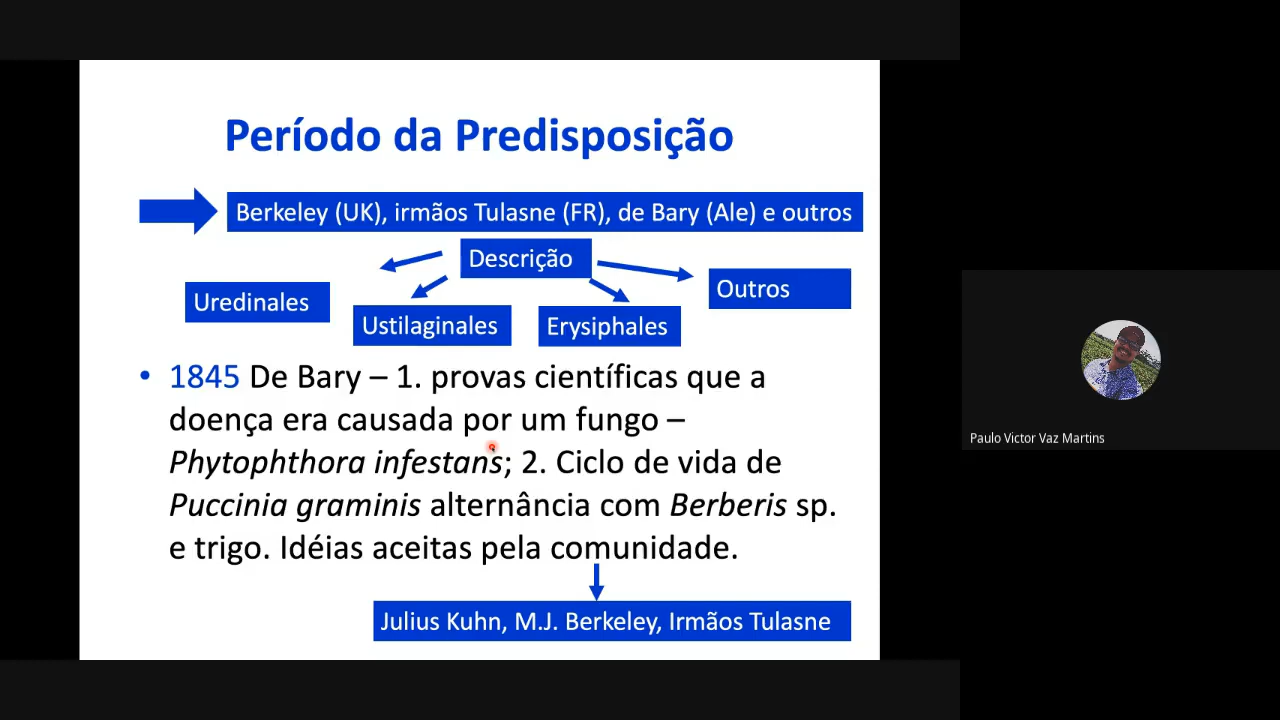 Período da Predisposição
Berkeley (UK), irmãos Tulasne (FR), de Bary (Ale) e outros
Descrição
Uredinales
Ustilaginales
Erysiphales
Outros
• 1845 De Bary – 1. provas científicas que a
doença era causada por um fungo –
Phytophthora infestans; 2. Ciclo de vida de
Puccinia graminis alternância com Berberis sp.
e trigo. Idéias aceitas pela comunidade.
Julius Kuhn, M.J. Berkeley, Irmãos Tulasne
Paulo Victor Vaz Martins